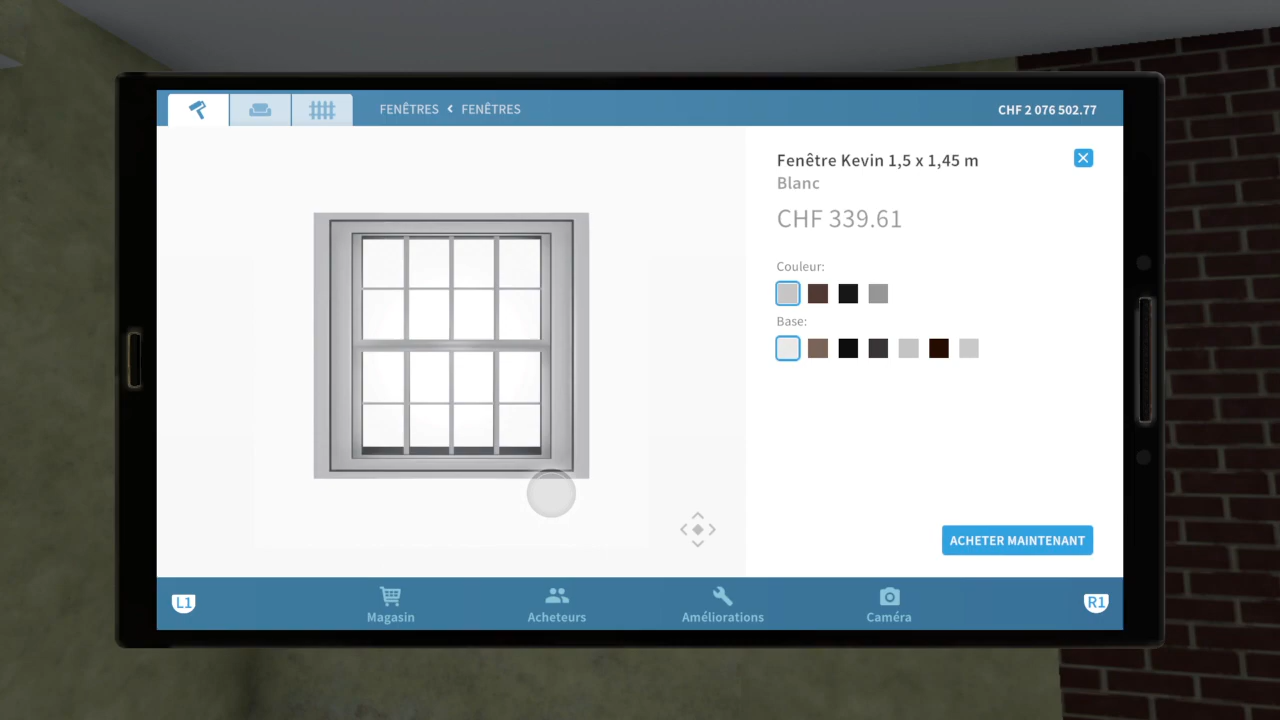 FENÊTRES < FENÊTRES
CHF 2 076 502.77
Fenêtre Kevin 1,5 x 1,45 m
Blanc
CHF 339.61
Couleur:
Base:
ACHETER MAINTENANT
L1
Magasin
Acheteurs
Améliorations
Caméra
R1